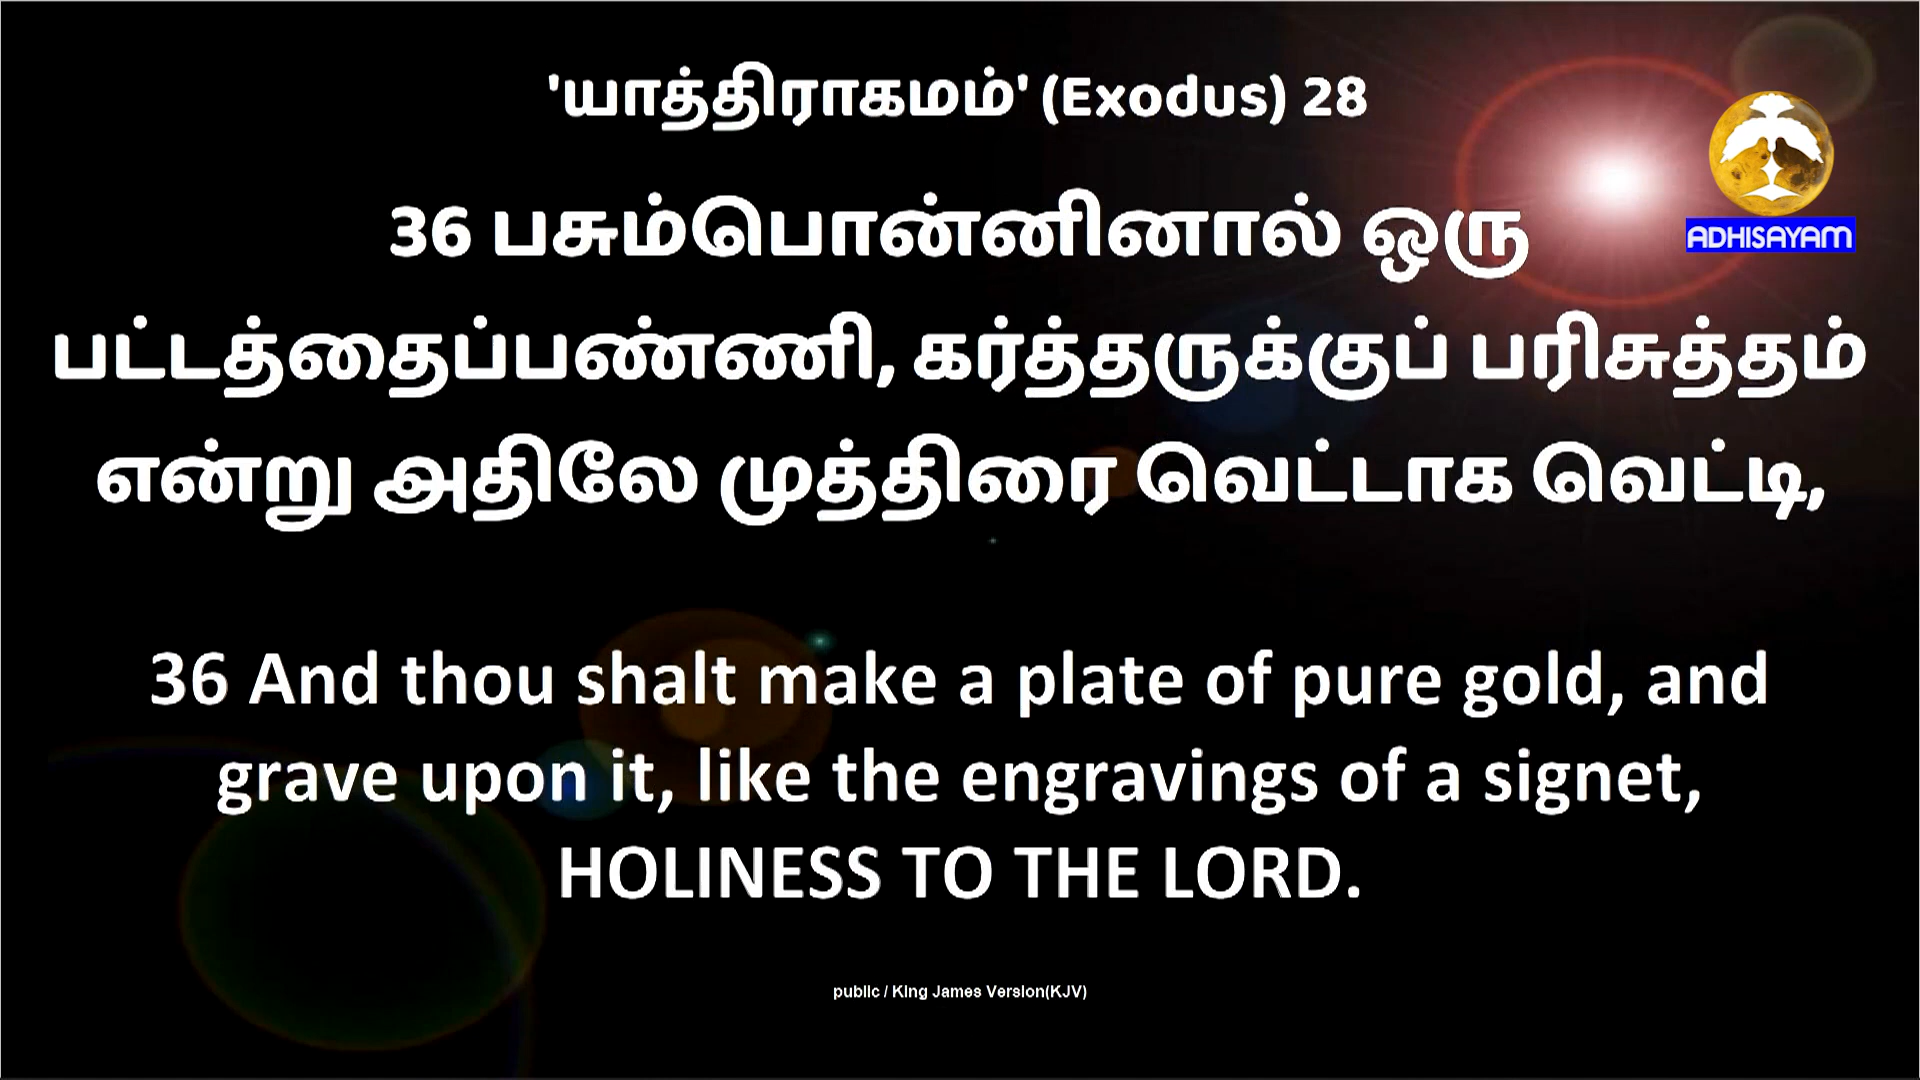 'யாத்திராகமம்' (Exodus) 28
ADHISAYAM
36 பசும்பொன்னினால் ஒரு
பட்டத்தைப்பண்ணி, கர்த்தருக்குப் பரிசுத்தம்
என்று அதிலே முத்திரை வெட்டாக வெட்டி,
36 And thou shalt make a plate of pure gold, and
grave upon it, like the engravings of a signet,
HOLINESS TO THE LORD.
public / King James Version(KJV)